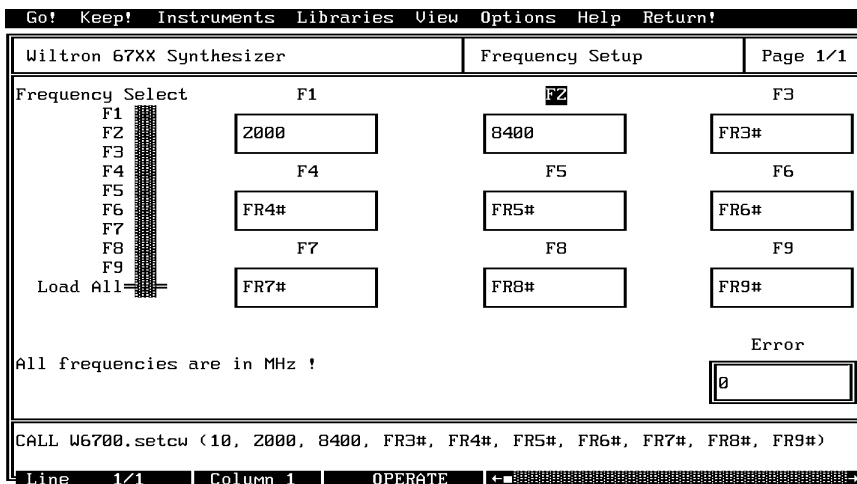 Go! Keep! Instruments Libraries View Options Help Return!
Wiltron 67XX Synthesizer Frequency Setup Page 1/1
Frequency Select F1 F2 F3
F1
F2 2000 8400 FR3#
F3
F4 F4 F5 F6
F5
F6 FR4# FR5# FR6#
F7
F8 F7 F8 F9
F9
Load All FR7# FR8# FR9#
Error
All frequencies are in MHz !
0
CALL W6700.setcw (10, 2000, 8400, FR3#, FR4#, FR5#, FR6#, FR7#, FR8#, FR9#)
Line 1/1 Column 1 OPERATE